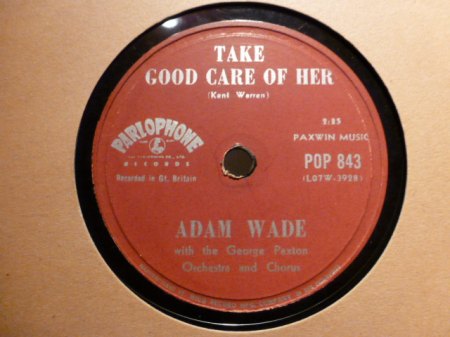 TAKE
GOOD CARE OF HER
(Kent Warren)
2:25
PAXWIN MUSIC
PARLOPHONE
RECORDS
Recorded in Gt. Britain
POP 843
(L07W-3928)
ADAM WADE
with the George Paxton
Orchestra and Chorus